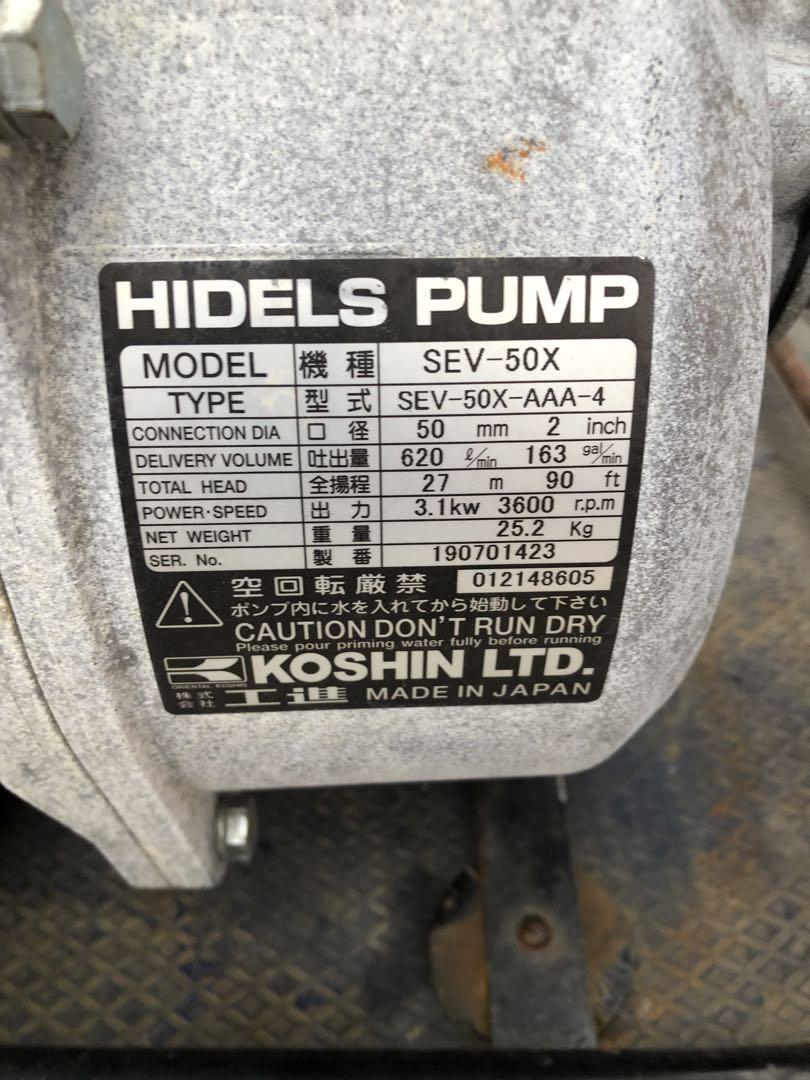 HIDELS PUMP
MODEL 機種 SEV-50X
TYPE 型式 SEV-50X-AAA-4
CONNECTION DIA 口径 50 mm 2 inch
DELIVERY VOLUME 吐出量 620 ℓ/min 163 gal/min
TOTAL HEAD 全揚程 27 m 90 ft
POWER·SPEED 出力 3.1kw 3600 r.p.m
NET WEIGHT 重量 25.2 Kg
SER. No. 製番 190701423
空回転厳禁 012148605
ポンプ内に水を入れてから始動して下さい
CAUTION DON'T RUN DRY
Please pour priming water fully before running
ORIENTAL KOSHIN KOSHIN LTD.
株式会社 工進 MADE IN JAPAN